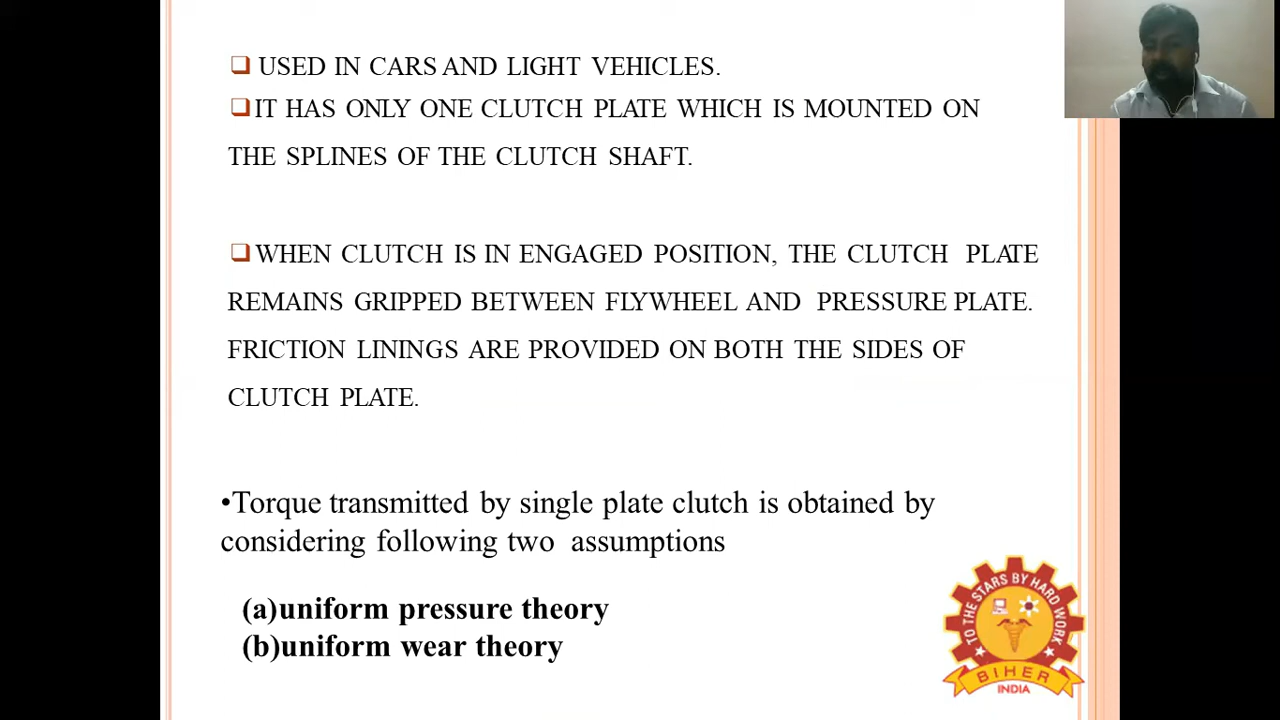 ❑ USED IN CARS AND LIGHT VEHICLES.
❑ IT HAS ONLY ONE CLUTCH PLATE WHICH IS MOUNTED ON
THE SPLINES OF THE CLUTCH SHAFT.
❑ WHEN CLUTCH IS IN ENGAGED POSITION, THE CLUTCH PLATE
REMAINS GRIPPED BETWEEN FLYWHEEL AND PRESSURE PLATE.
FRICTION LININGS ARE PROVIDED ON BOTH THE SIDES OF
CLUTCH PLATE.
•Torque transmitted by single plate clutch is obtained by
considering following two assumptions
(a)uniform pressure theory
(b)uniform wear theory
TO THE STARS BY HARD WORK
BIHER
INDIA